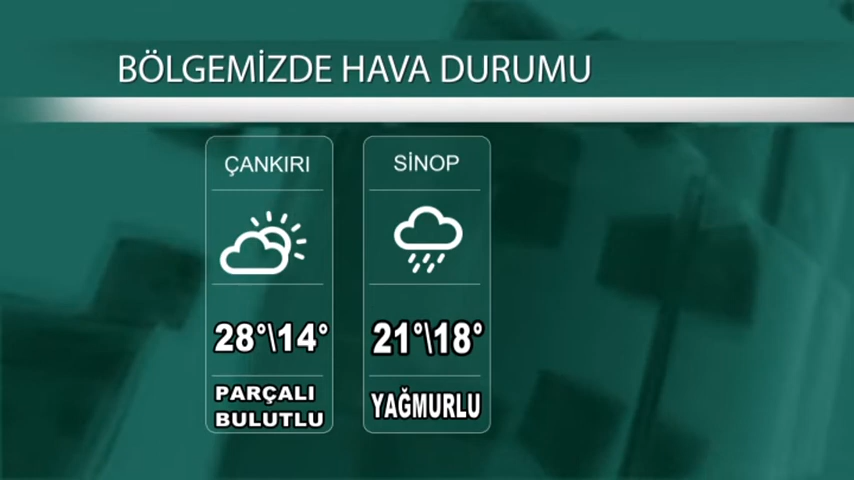 BÖLGEMİZDE HAVA DURUMU
ÇANKIRI
28°\14°
PARÇALI
BULUTLU
SİNOP
21°\18°
YAĞMURLU